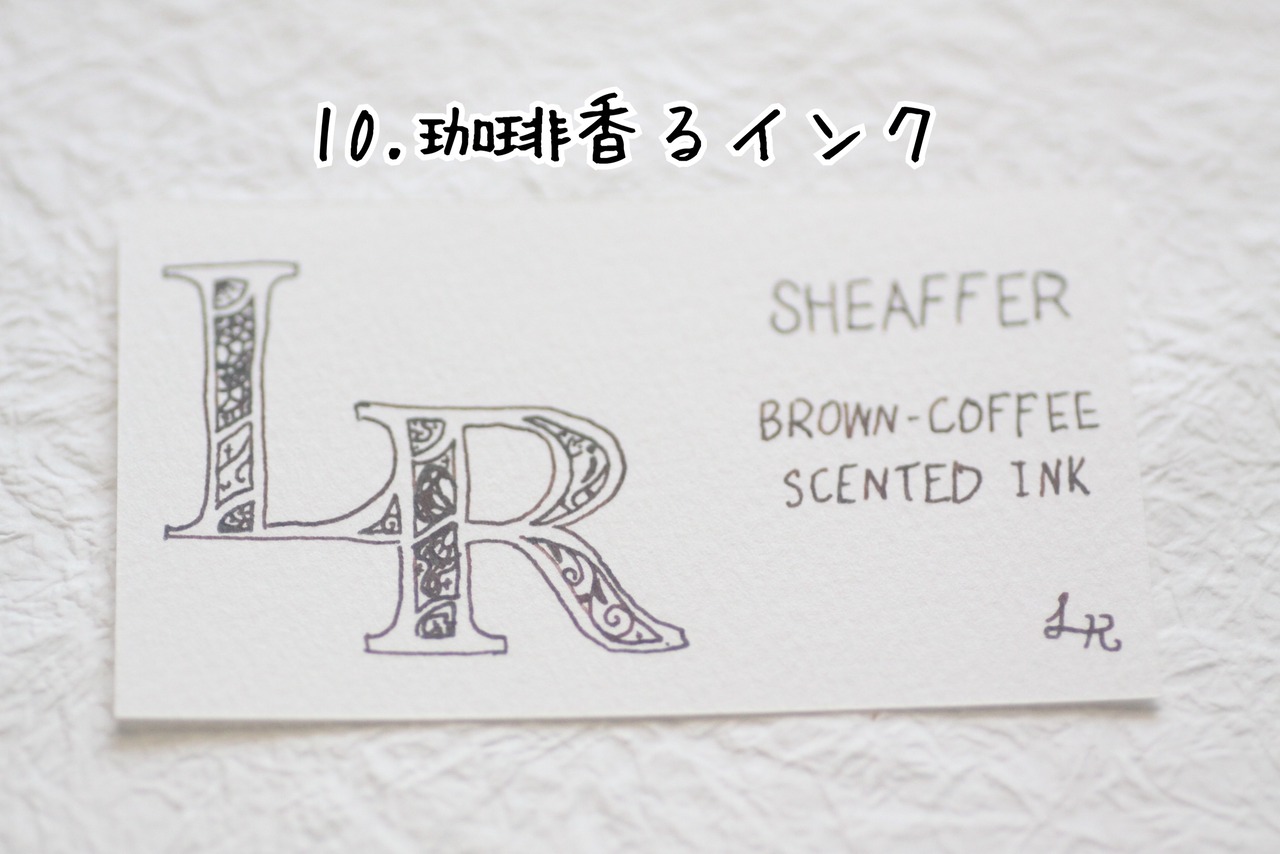 10.珈琲香るインク
LR
SHEAFFER
BROWN-COFFEE
SCENTED INK
LR